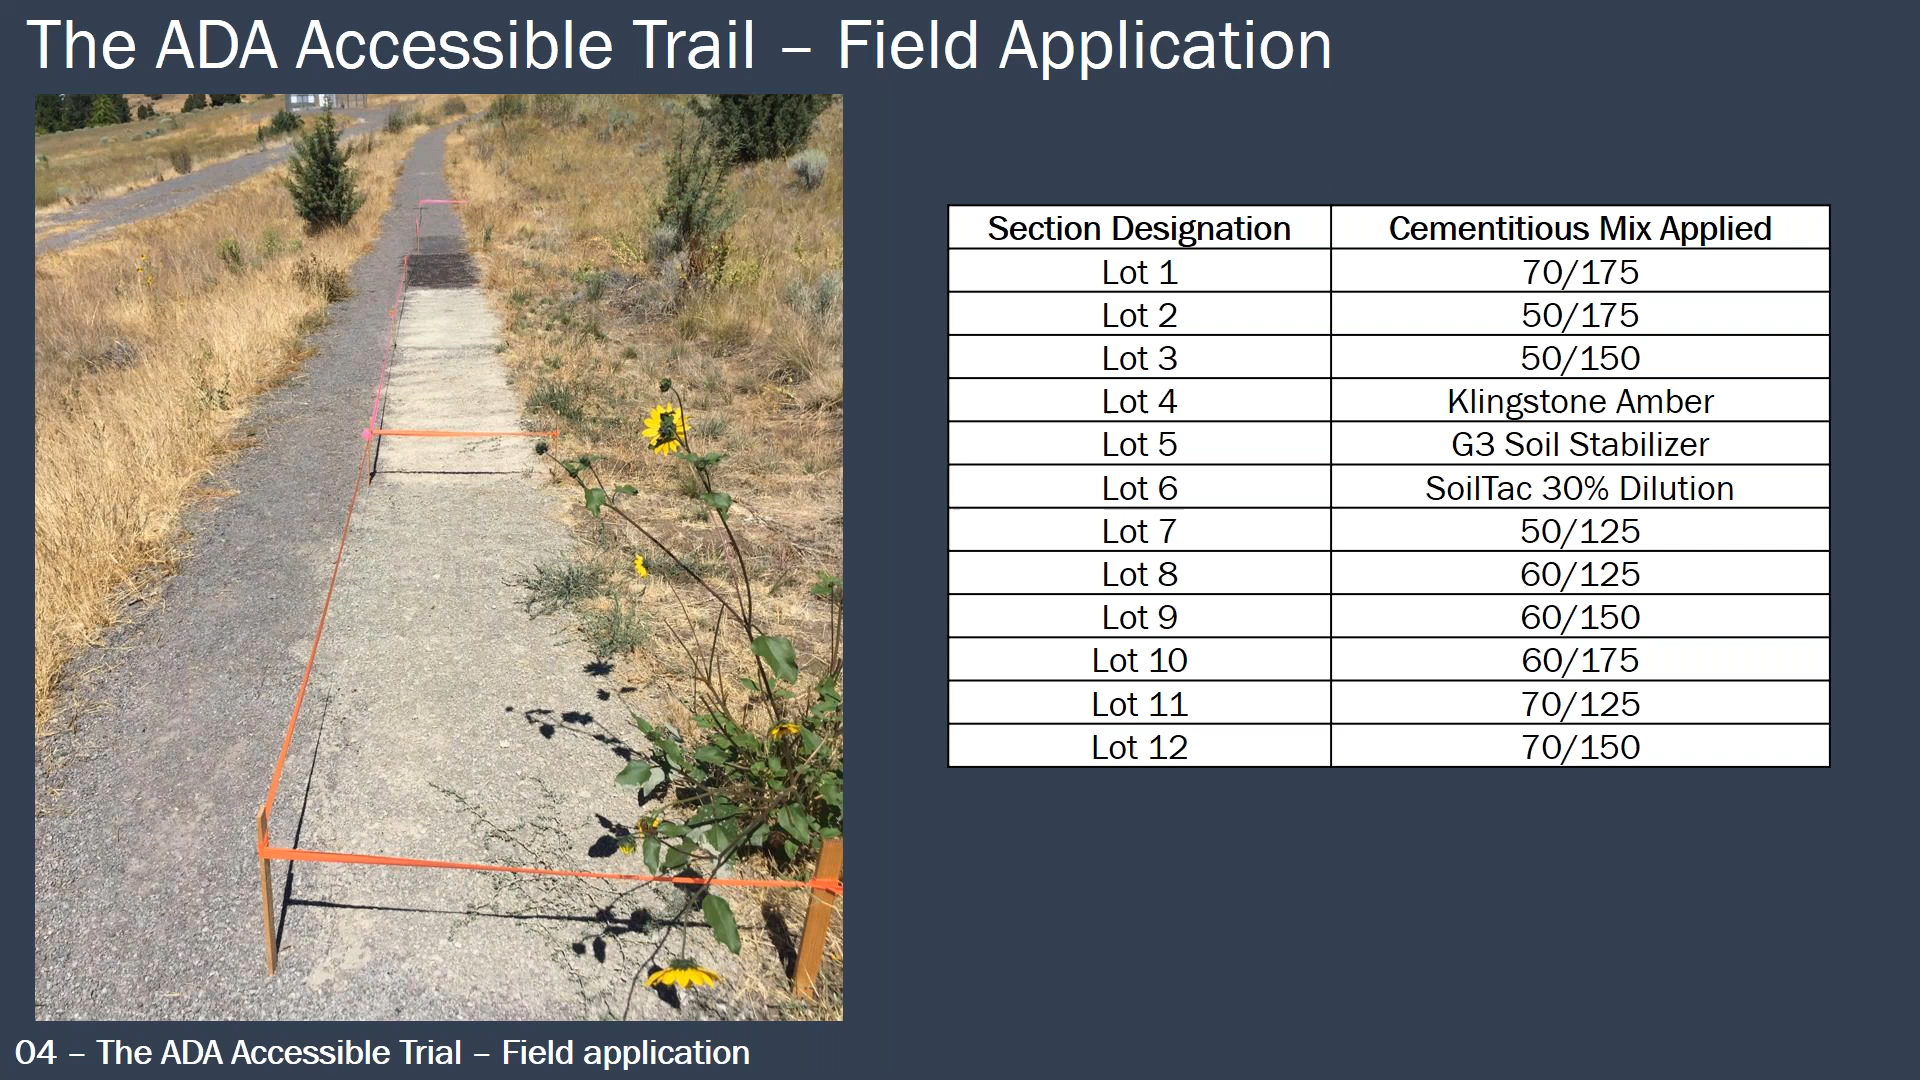 The ADA Accessible Trail – Field Application
Section Designation Cementitious Mix Applied
Lot 1 70/175
Lot 2 50/175
Lot 3 50/150
Lot 4 Klingstone Amber
Lot 5 G3 Soil Stabilizer
Lot 6 SoilTac 30% Dilution
Lot 7 50/125
Lot 8 60/125
Lot 9 60/150
Lot 10 60/175
Lot 11 70/125
Lot 12 70/150
04 – The ADA Accessible Trial – Field application